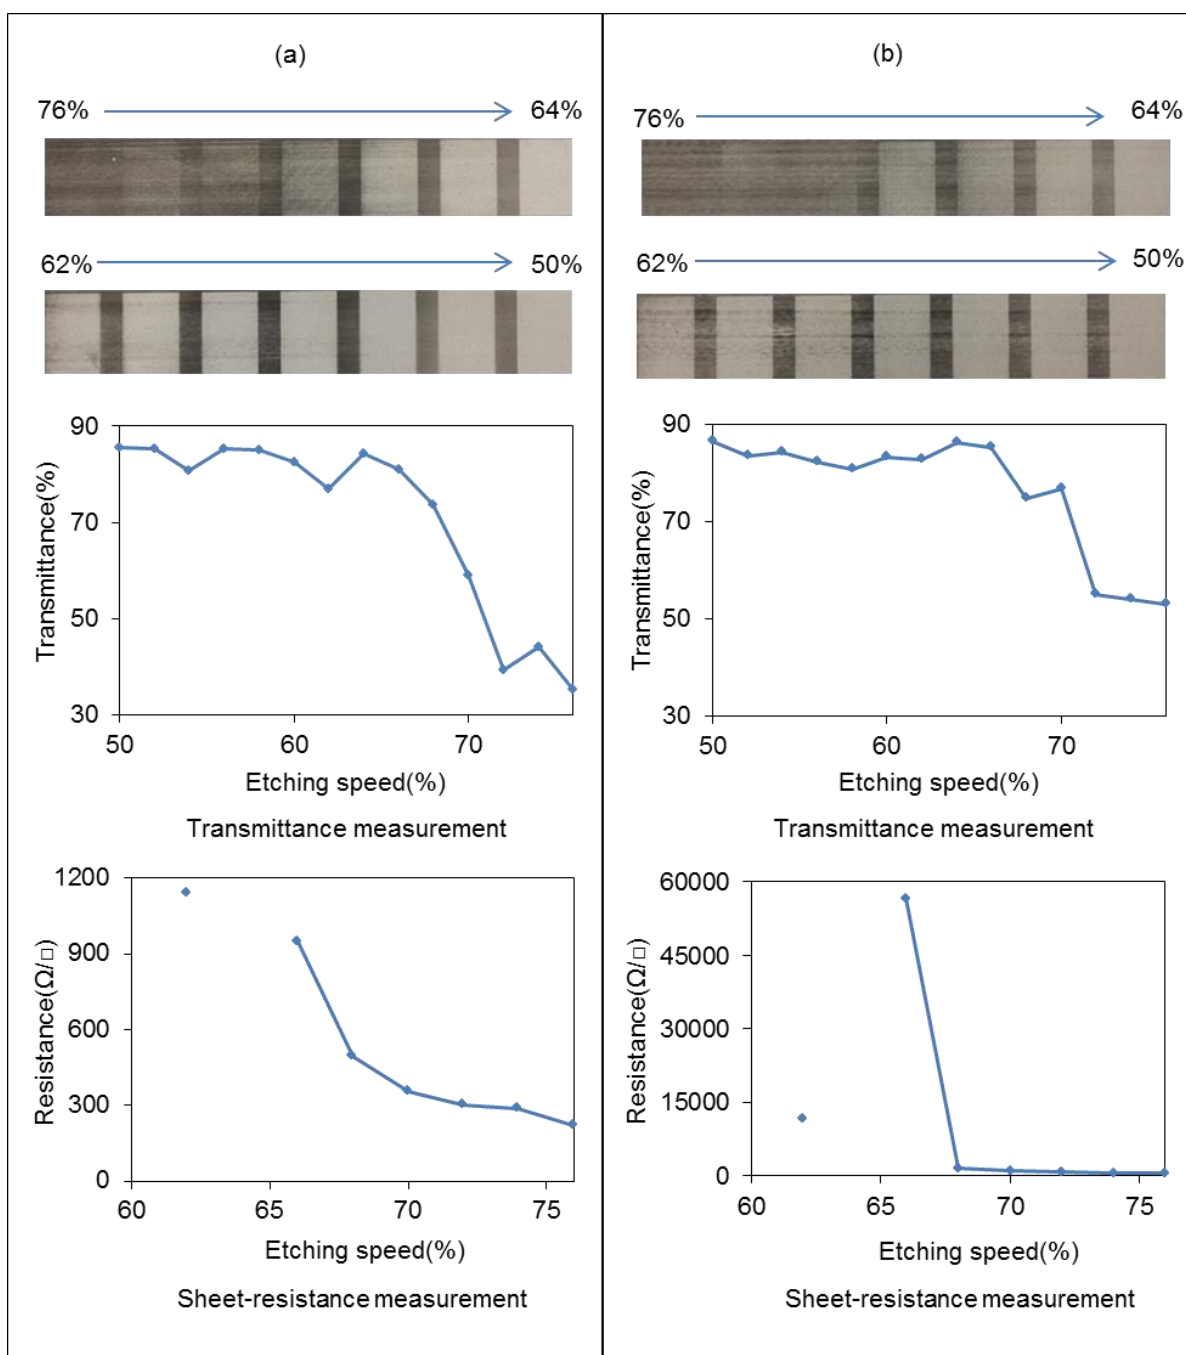 (a)
76% 64%
62% 50%
90
70
50
30
Transmittance(%)
50 60 70
Etching speed(%)
Transmittance measurement
1200
900
600
300
0
Resistance(Ω/□)
60 65 70 75
Etching speed(%)
Sheet-resistance measurement
(b)
76% 64%
62% 50%
90
70
50
30
Transmittance(%)
50 60 70
Etching speed(%)
Transmittance measurement
60000
45000
30000
15000
0
Resistance(Ω/□)
60 65 70 75
Etching speed(%)
Sheet-resistance measurement